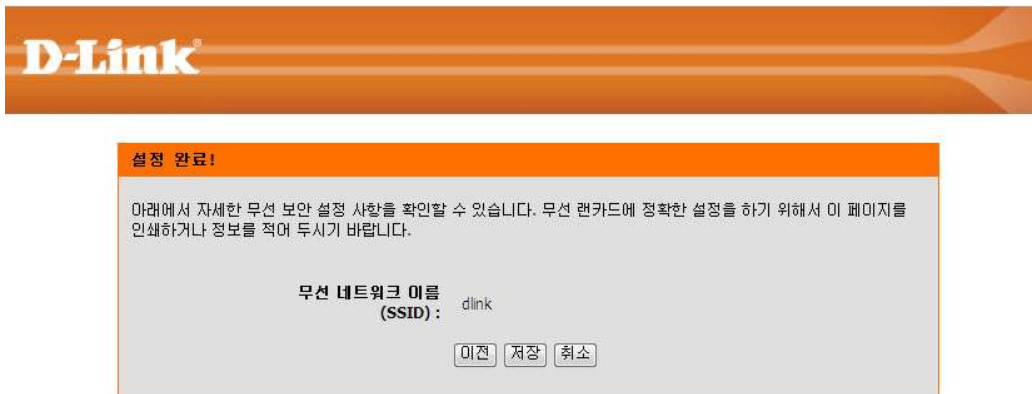 D-Link
설정 완료!
아래에서 자세한 무선 보안 설정 사항을 확인할 수 있습니다. 무선 랜카드에 정확한 설정을 하기 위해서 이 페이지를
인쇄하거나 정보를 적어 두시기 바랍니다.
무선 네트워크 이름
(SSID) :
dlink
이전 저장 취소